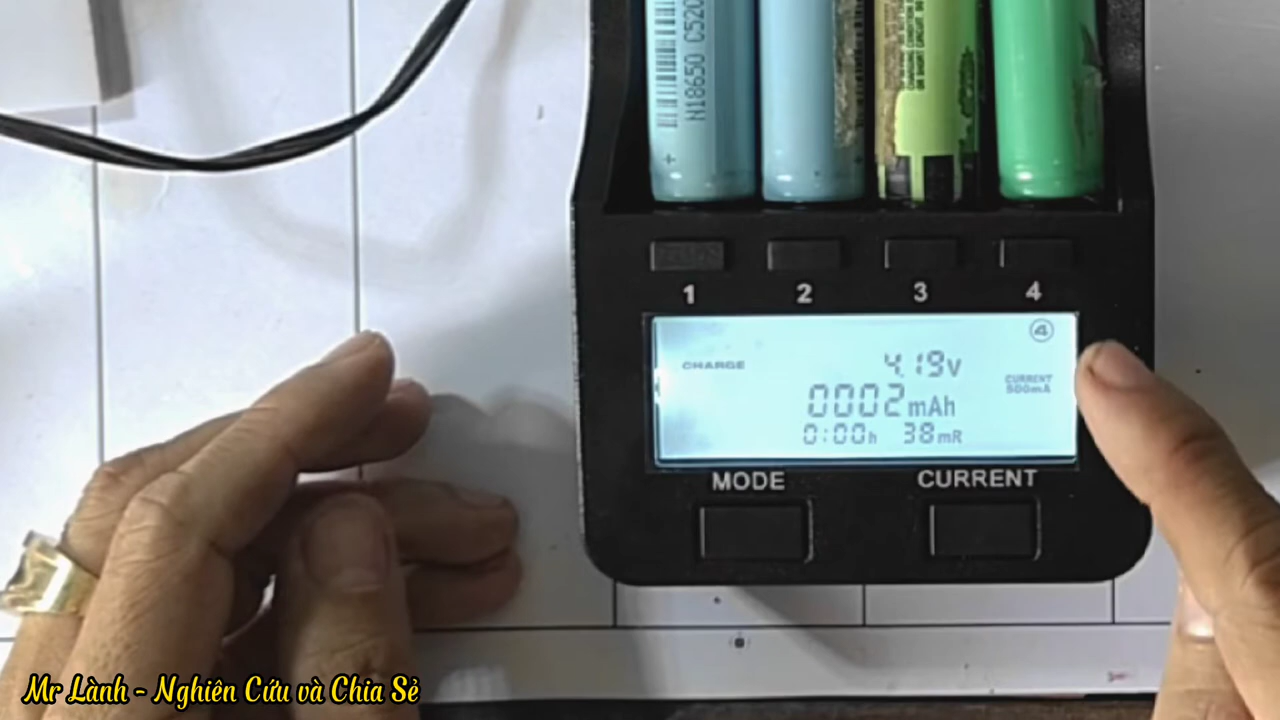 N18650 C520
+
1 2 3 4
4
CHARGE 4.19V
CURRENT
500mA
0002mAh
0:00h 38mR
MODE CURRENT
Mr Lành - Nghiên Cứu và Chia Sẻ